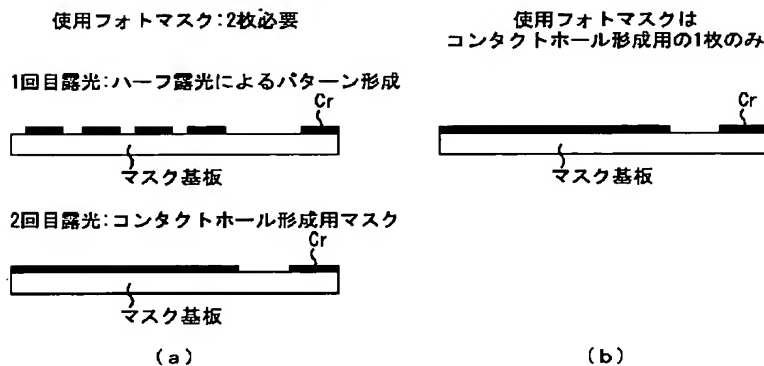 使用フォトマスク:2枚必要
1回目露光:ハーフ露光によるパターン形成
Cr
マスク基板
2回目露光:コンタクトホール形成用マスク
Cr
マスク基板
(a)
使用フォトマスクは
コンタクトホール形成用の1枚のみ
Cr
マスク基板
(b)